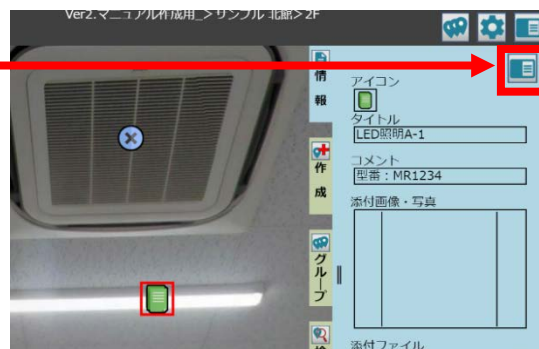 Ver2.マニュアル作成用_>サンプル 北館>2F
情報
アイコン
タイトル
LED照明A-1
作成
コメント
型番：MR1234
添付画像・写真
グループ
添付ファイル